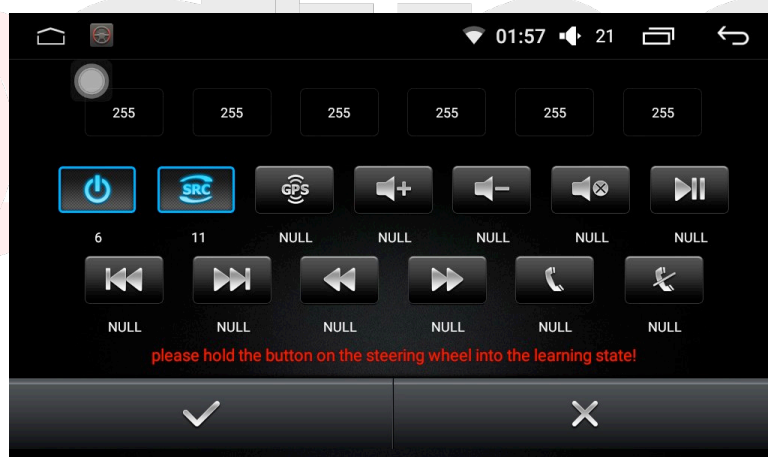 01:57 21
255 255 255 255 255 255
SRC GPS
6 11 NULL NULL NULL NULL NULL
NULL NULL NULL NULL NULL NULL
please hold the button on the steering wheel into the learning state!